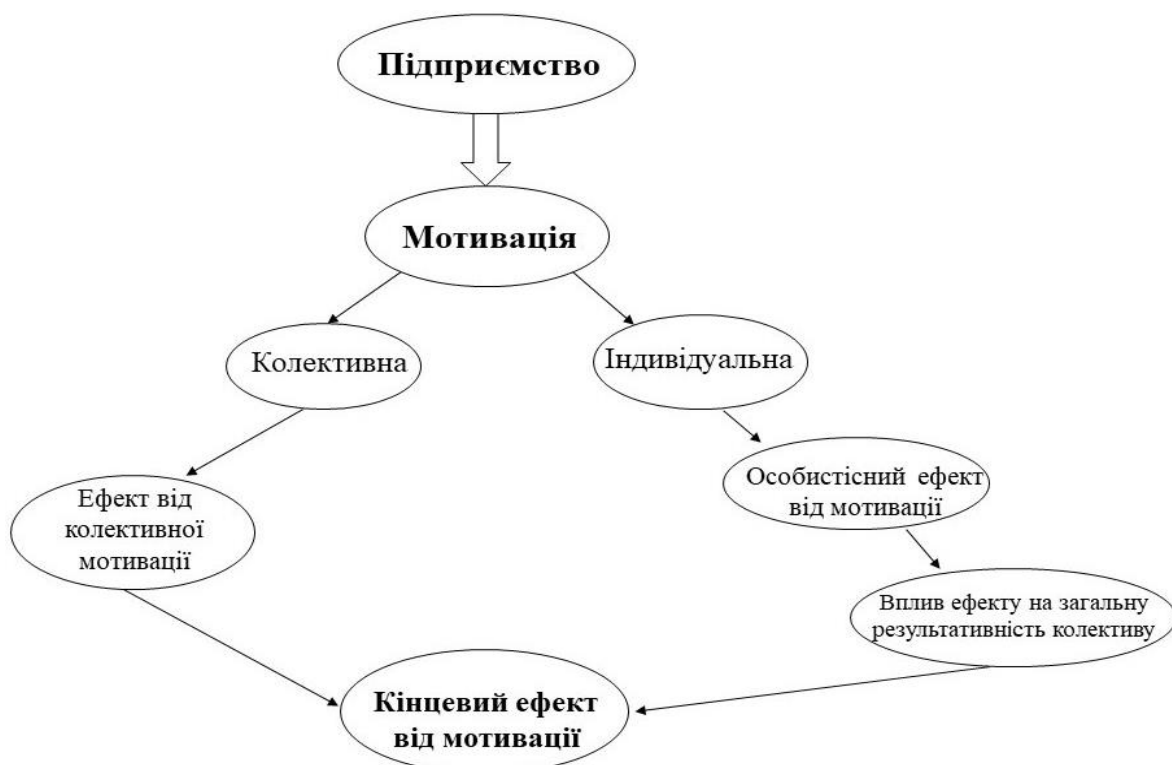 Підприємство
Мотивація
Колективна
Індивідуальна
Ефект від
колективної
мотивації
Особистісний ефект
від мотивації
Вплив ефекту на загальну
результативність колективу
Кінцевий ефект
від мотивації